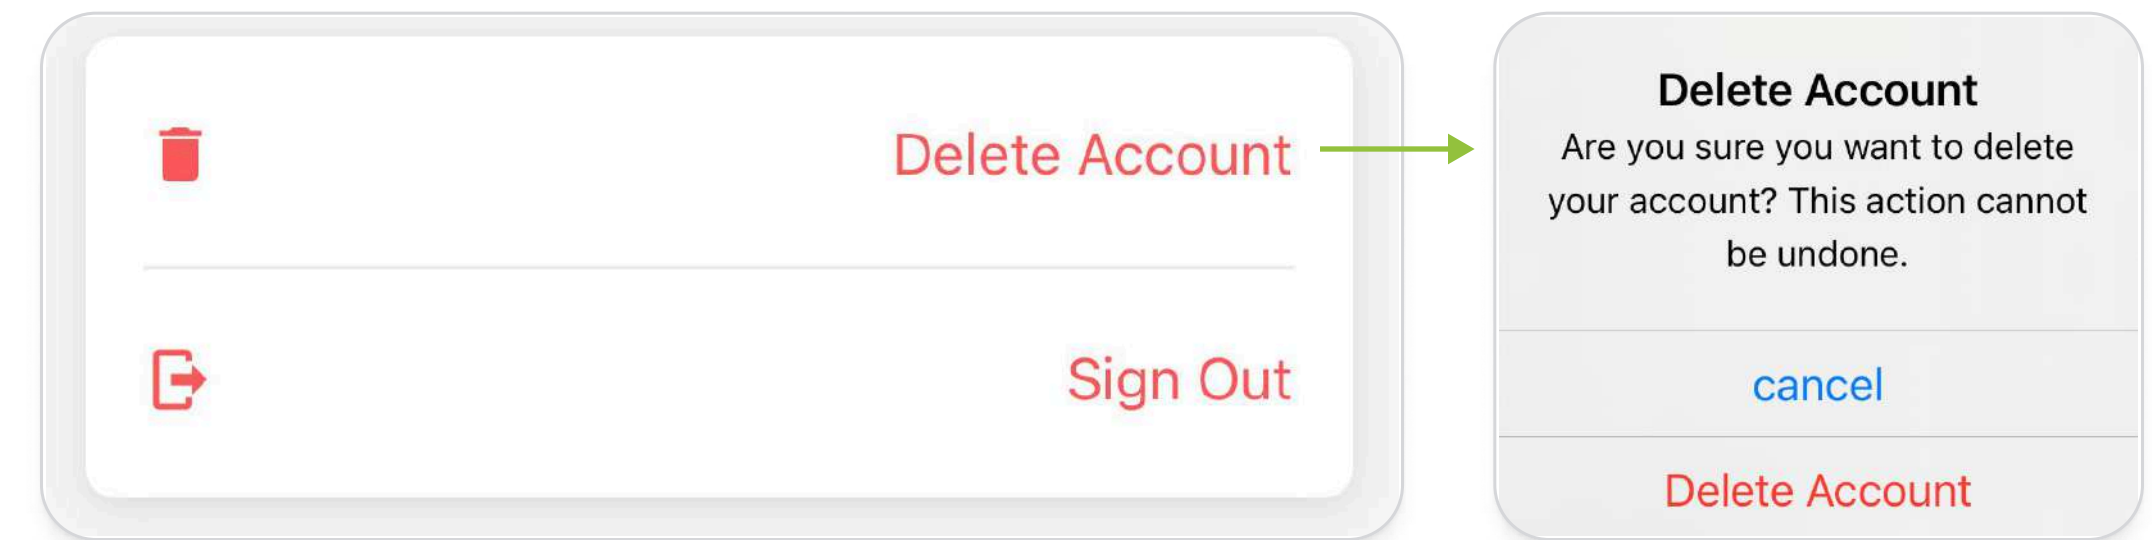 Delete Account
Sign Out
Delete Account
Are you sure you want to delete
your account? This action cannot
be undone.
cancel
Delete Account